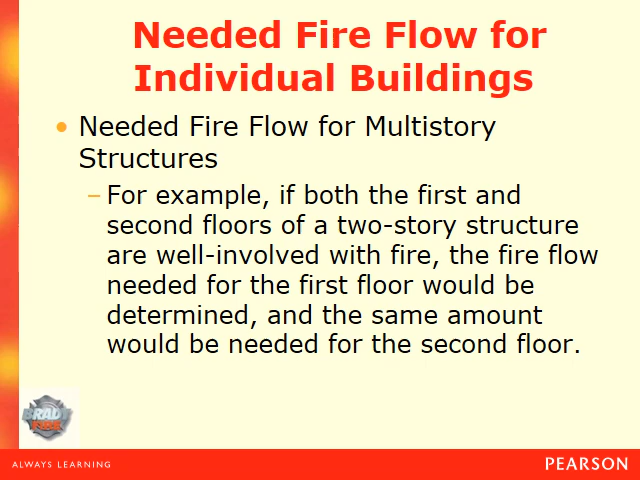 Needed Fire Flow for
Individual Buildings
• Needed Fire Flow for Multistory
Structures
– For example, if both the first and
second floors of a two-story structure
are well-involved with fire, the fire flow
needed for the first floor would be
determined, and the same amount
would be needed for the second floor.
BRADY
FIRE
ALWAYS LEARNING
PEARSON